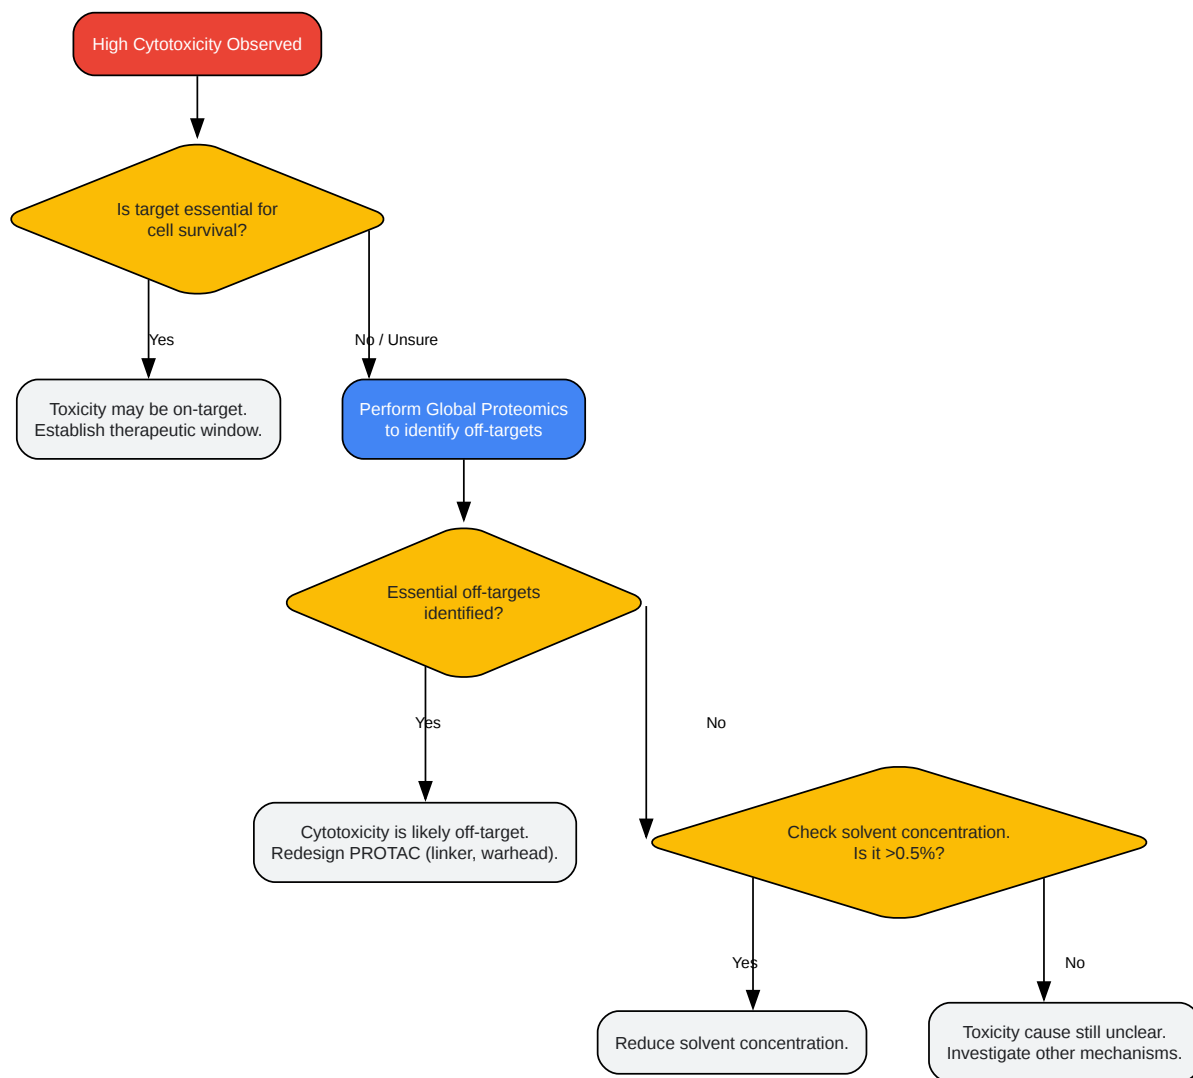 High Cytotoxicity Observed
Is target essential for
cell survival?
Yes
No / Unsure
Toxicity may be on-target.
Establish therapeutic window.
Perform Global Proteomics
to identify off-targets
Essential off-targets
identified?
Yes
No
Cytotoxicity is likely off-target.
Redesign PROTAC (linker, warhead).
Check solvent concentration.
Is it >0.5%?
Yes
No
Reduce solvent concentration.
Toxicity cause still unclear.
Investigate other mechanisms.